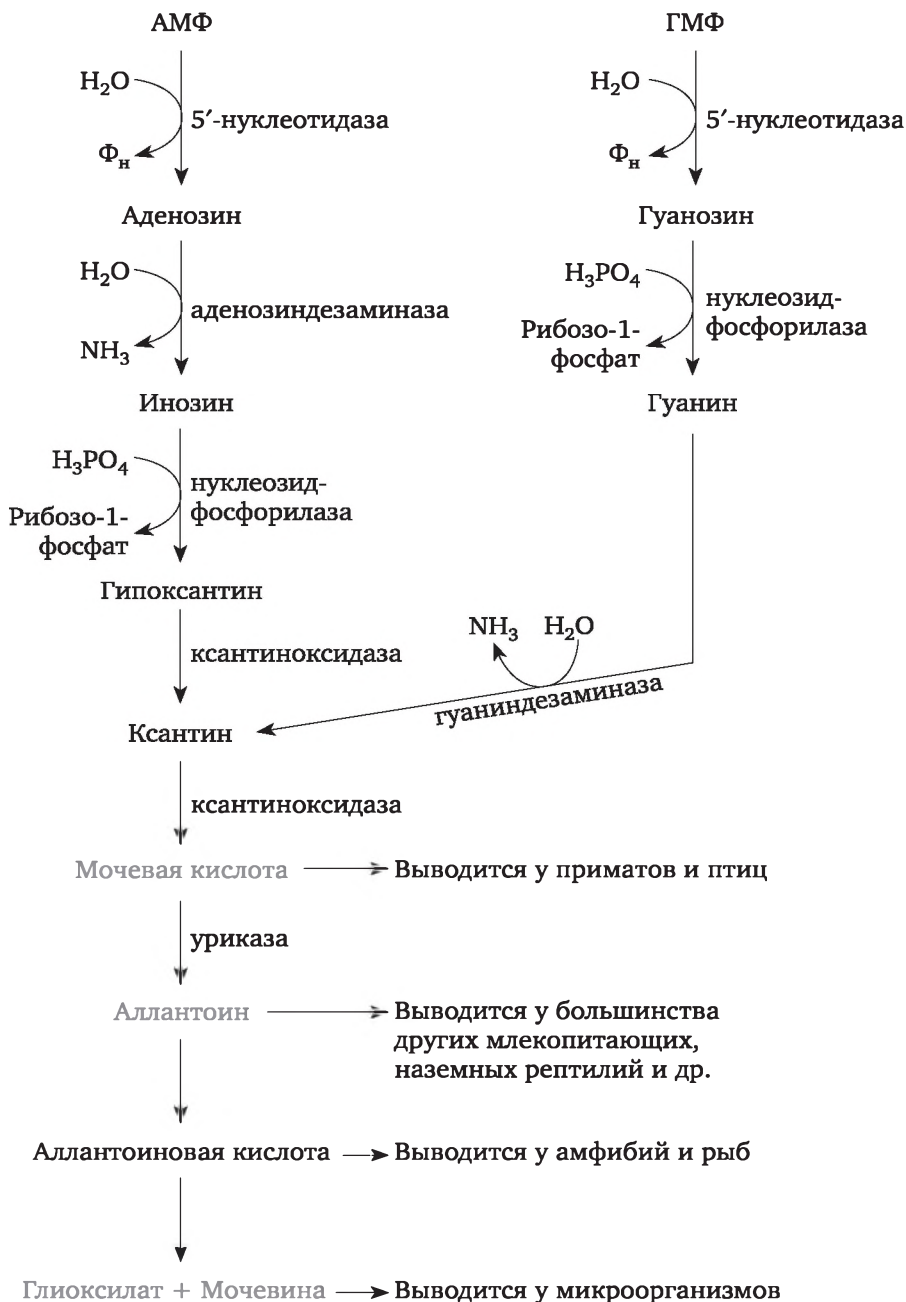 АМФ
ГМФ
H₂O
5′-нуклеотидаза
Фн
H₂O
5′-нуклеотидаза
Фн
Аденозин
Гуанозин
H₂O
аденозиндезаминаза
NH₃
H₃PO₄
нуклеозид-
фосфорилаза
Рибозо-1-
фосфат
Инозин
Гуанин
H₃PO₄
нуклеозид-
фосфорилаза
Рибозо-1-
фосфат
Гипоксантин
ксантиноксидаза
NH₃ H₂O
гуаниндезаминаза
Ксантин
ксантиноксидаза
Мочевая кислота
Выводится у приматов и птиц
уриказа
Аллантоин
Выводится у большинства
других млекопитающих,
наземных рептилий и др.
Аллантоиновая кислота
Выводится у амфибий и рыб
Глиоксилат + Мочевина
Выводится у микроорганизмов